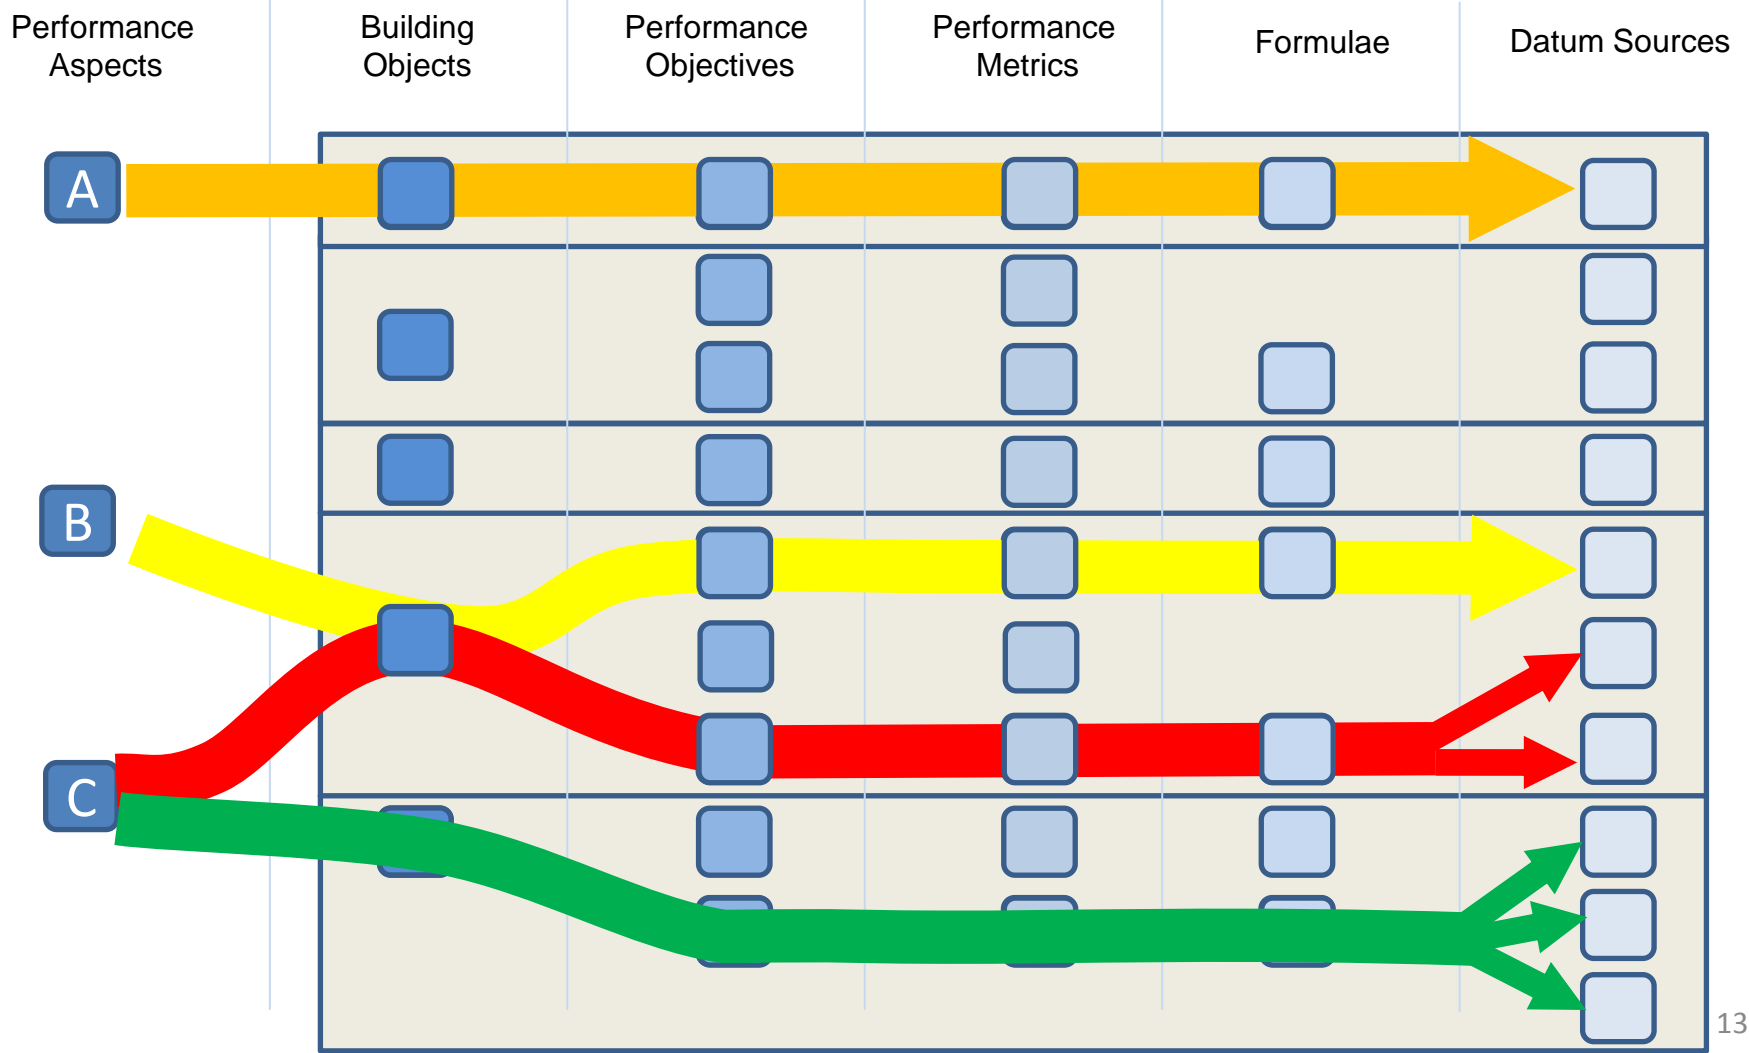 Performance
Aspects
Building
Objects
Performance
Objectives
Performance
Metrics
Formulae
Datum Sources
A
B
C
13